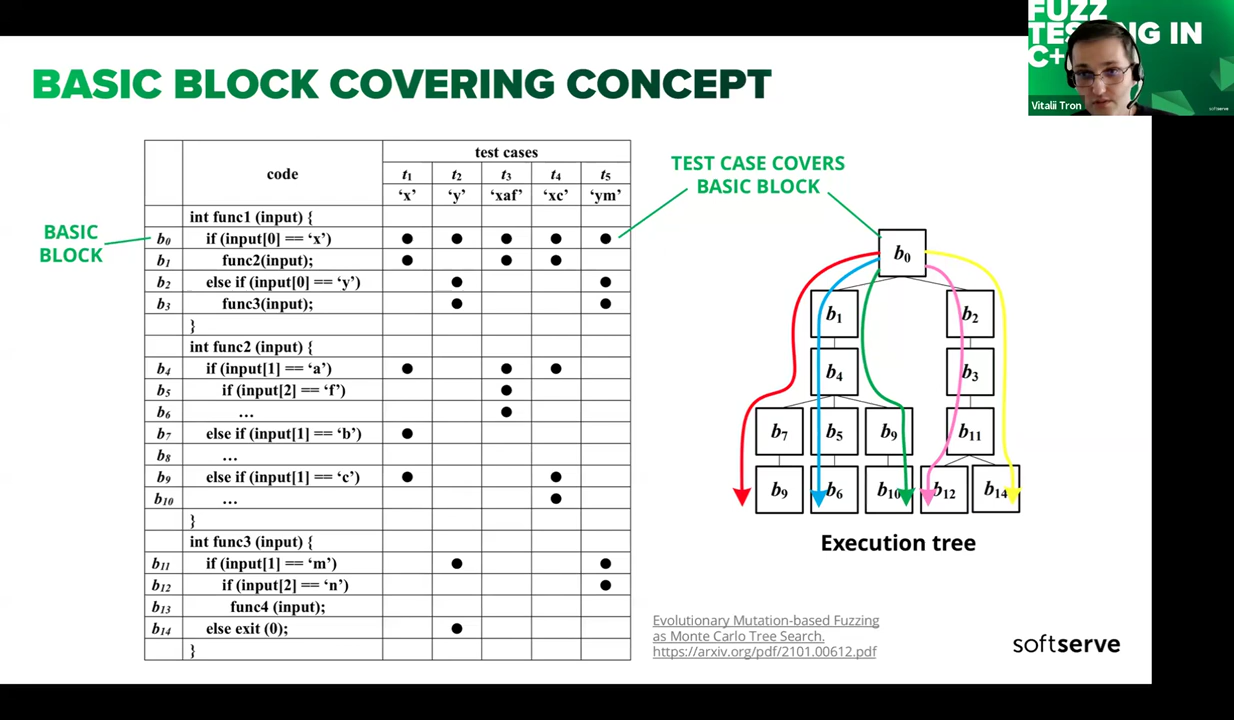 FUZZ
TESTING IN
C+
Vitalii Tron
softserve
BASIC BLOCK COVERING CONCEPT
code
test cases
t1 t2 t3 t4 t5
‘x’ ‘y’ ‘xaf’ ‘xc’ ‘ym’
int func1 (input) {
b0 if (input[0] == ‘x’) ● ● ● ● ●
b1 func2(input); ● ● ●
b2 else if (input[0] == ‘y’) ● ●
b3 func3(input); ● ●
}
int func2 (input) {
b4 if (input[1] == ‘a’) ● ● ●
b5 if (input[2] == ‘f’) ●
b6 … ●
b7 else if (input[1] == ‘b’) ●
b8 …
b9 else if (input[1] == ‘c’) ● ●
b10 … ●
}
int func3 (input) {
b11 if (input[1] == ‘m’) ● ●
b12 if (input[2] == ‘n’) ●
b13 func4 (input);
b14 else exit (0); ●
}
BASIC
BLOCK
TEST CASE COVERS
BASIC BLOCK
b0
b1 b2
b4 b3
b7 b5 b9 b11
b9 b6 b10 b12 b14
Execution tree
Evolutionary Mutation-based Fuzzing
as Monte Carlo Tree Search.
https://arxiv.org/pdf/2101.00612.pdf
softserve